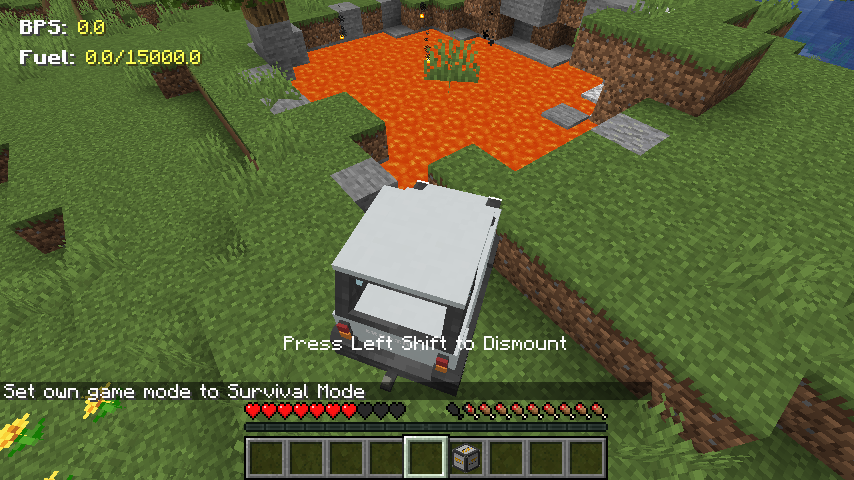 BPS: 0.0
Fuel: 0.0/15000.0
Press Left Shift to Dismount
Set own game mode to Survival Mode